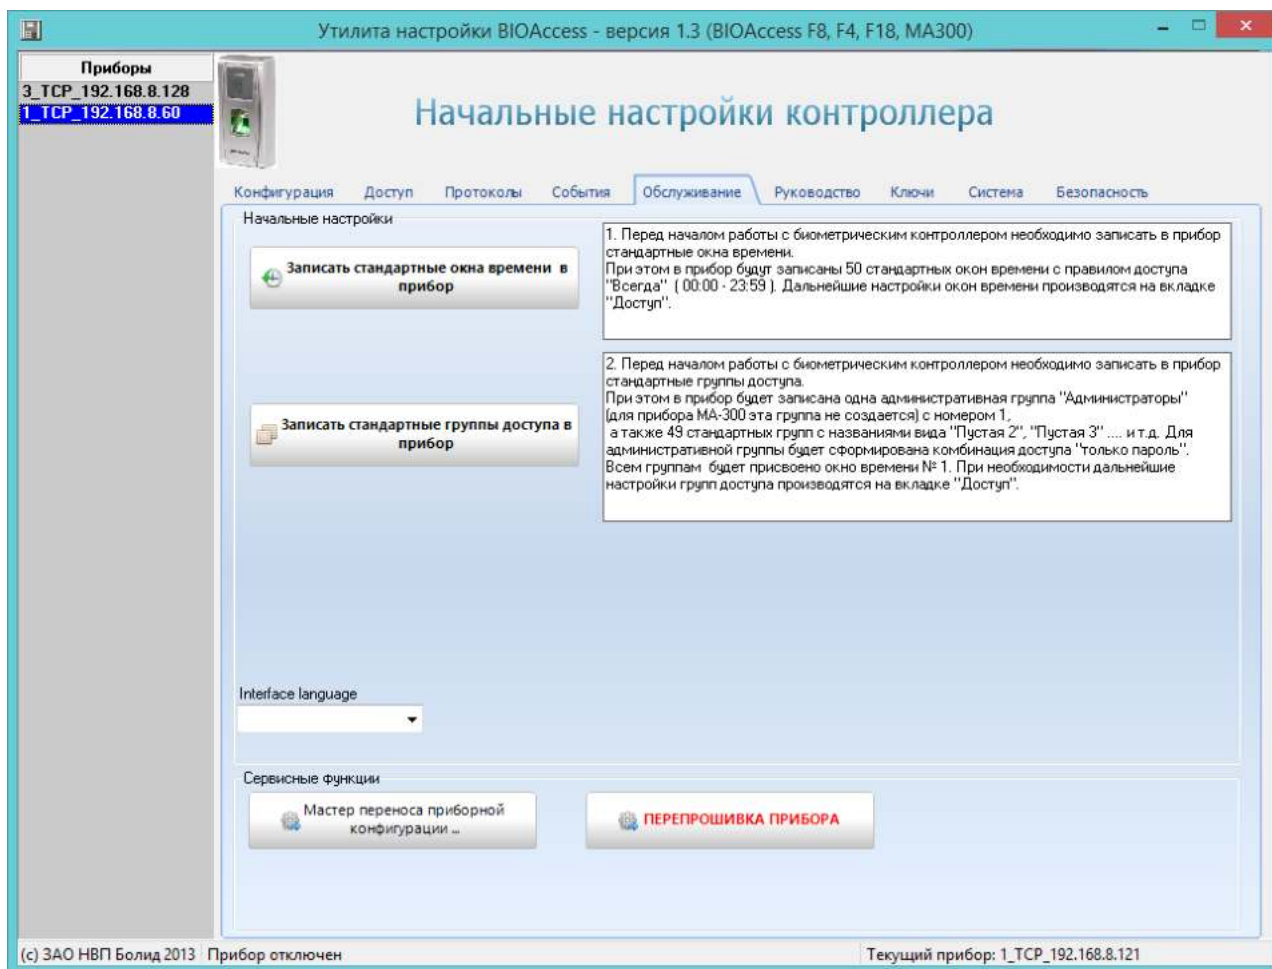 Утилита настройки BIOAccess - версия 1.3 (BIOAccess F8, F4, F18, MA300)
Приборы
3_TCP_192.168.8.128
1_TCP_192.168.8.60
Начальные настройки контроллера
Конфигурация Доступ Протоколы События Обслуживание Руководство Ключи Система Безопасность
Начальные настройки
Записать стандартные окна времени в
прибор
1. Перед началом работы с биометрическим контроллером необходимо записать в прибор
стандартные окна времени.
При этом в прибор будут записаны 50 стандартных окон времени с правилом доступа
"Всегда" ( 00:00 - 23:59 ). Дальнейшие настройки окон времени производятся на вкладке
"Доступ".
Записать стандартные группы доступа в
прибор
2. Перед началом работы с биометрическим контроллером необходимо записать в прибор
стандартные группы доступа.
При этом в прибор будет записана одна административная группа "Администраторы"
(для прибора MA-300 эта группа не создается) с номером 1,
а также 49 стандартных групп с названиями вида "Пустая 2", "Пустая 3" .... и т.д. Для
административной группы будет сформирована комбинация доступа "только пароль".
Всем группам будет присвоено окно времени № 1. При необходимости дальнейшие
настройки групп доступа производятся на вкладке "Доступ".
Interface language
Сервисные функции
Мастер переноса приборной
конфигурации ...
ПЕРЕПРОШИВКА ПРИБОРА
(c) ЗАО НВП Болид 2013 Прибор отключен Текущий прибор: 1_TCP_192.168.8.121